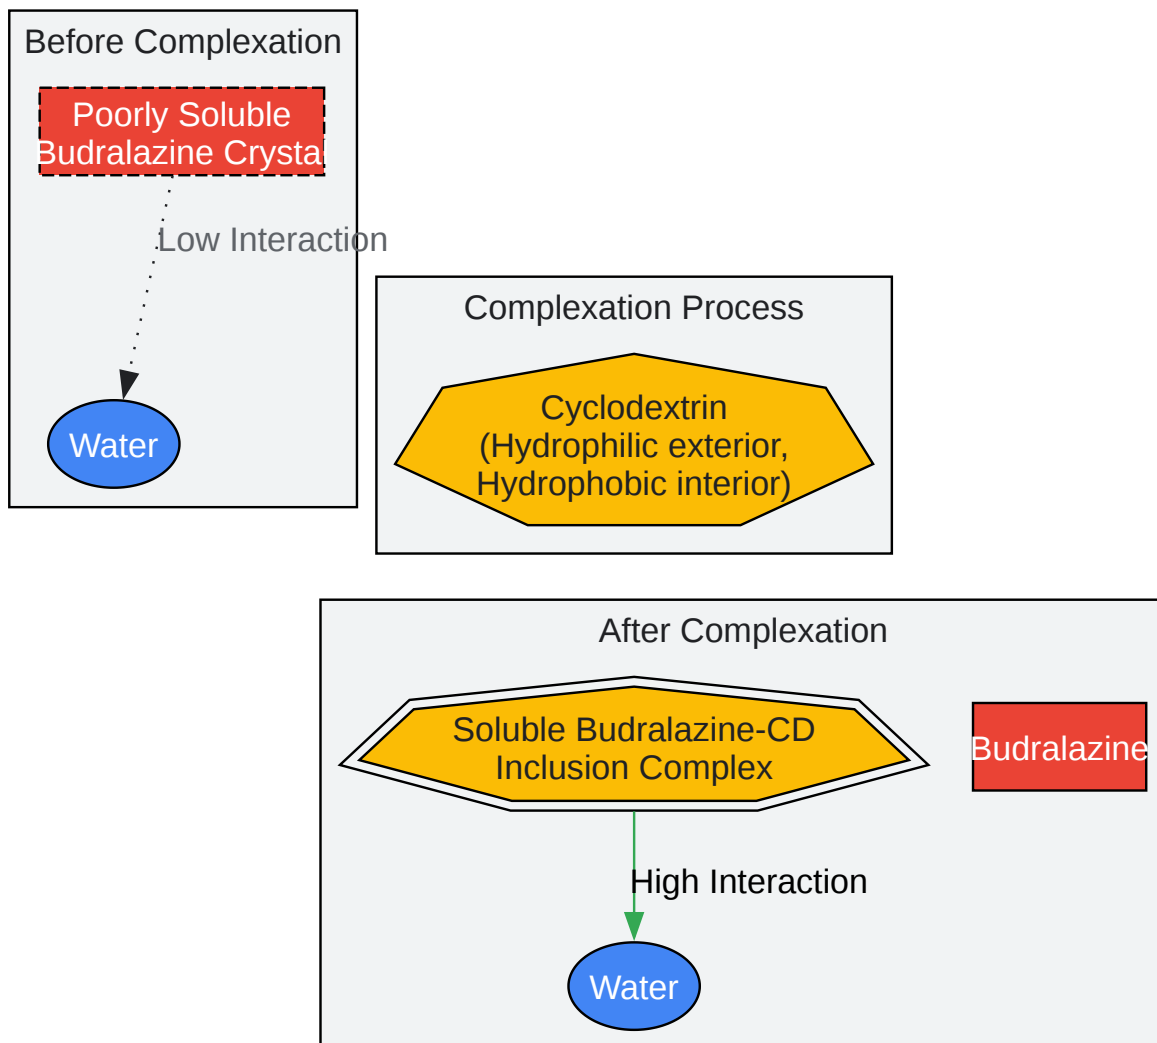 Before Complexation
Poorly Soluble
Budralazine Crystal
Low Interaction
Water
Complexation Process
Cyclodextrin
(Hydrophilic exterior,
Hydrophobic interior)
After Complexation
Soluble Budralazine-CD
Inclusion Complex
Budralazine
High Interaction
Water